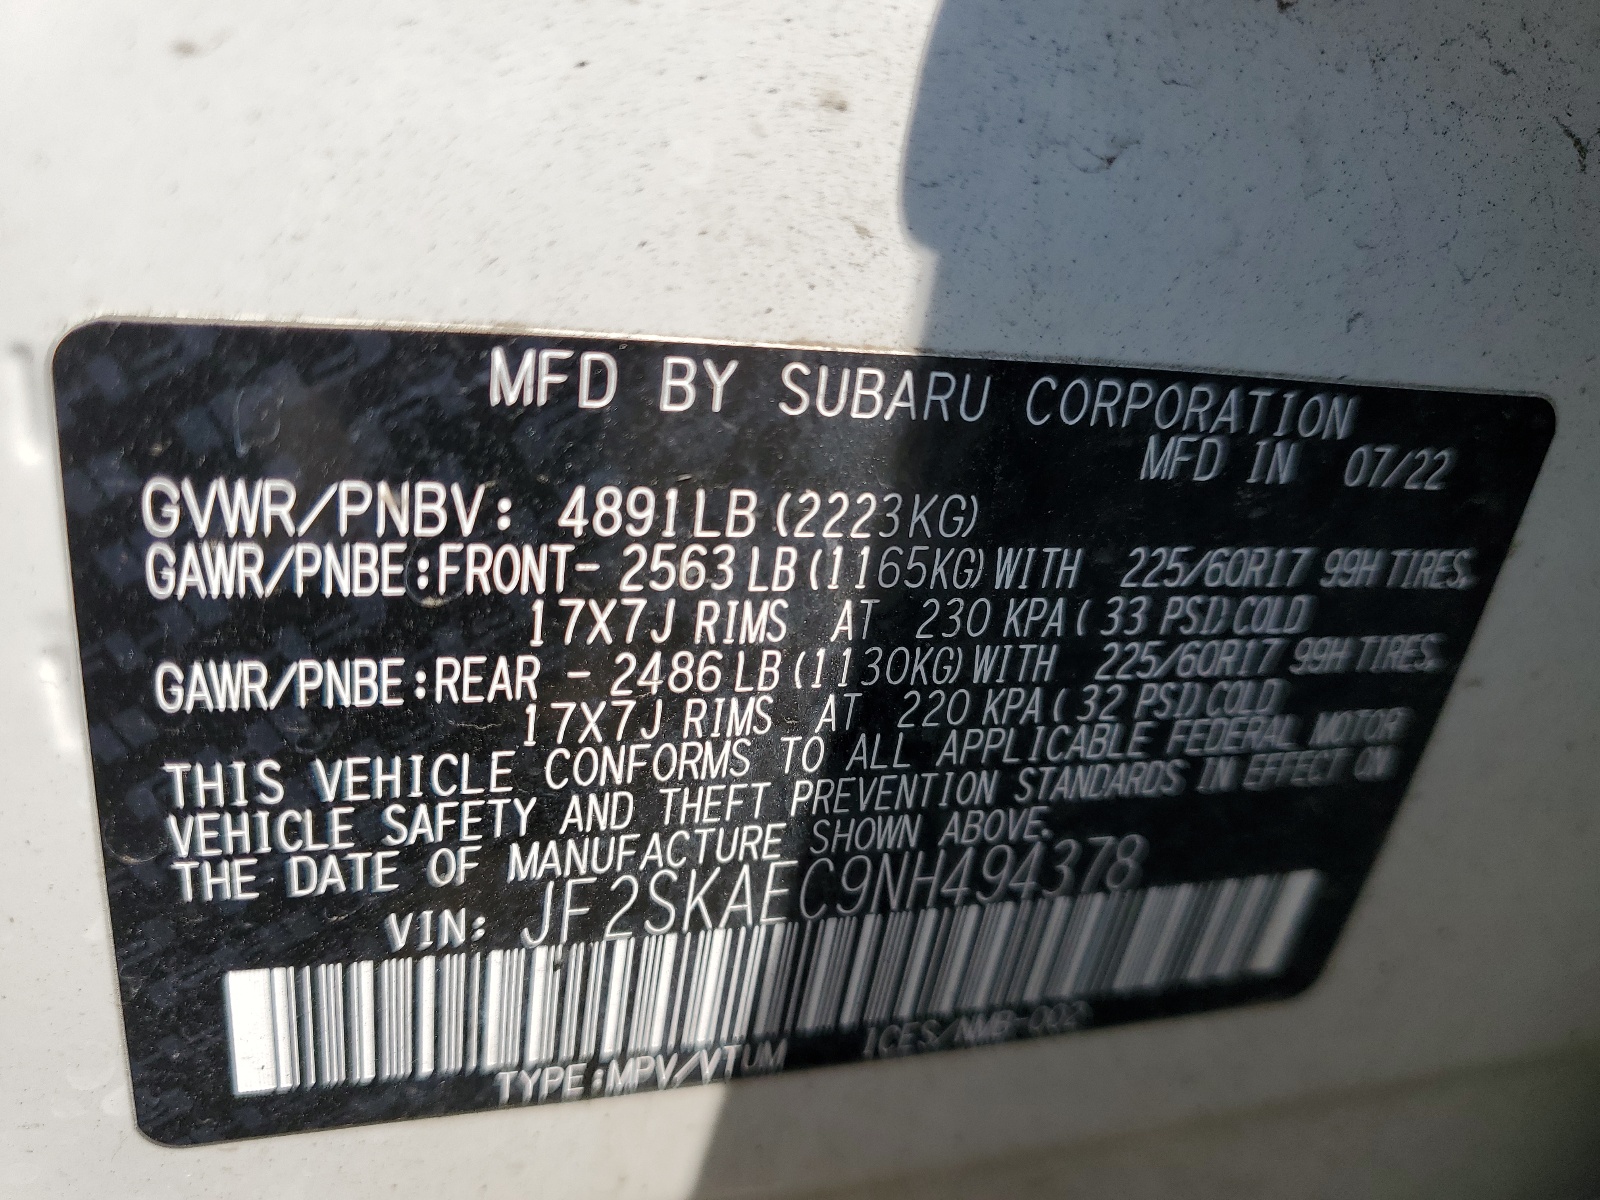 MFD BY SUBARU CORPORATION
MFD IN 07/22
GVWR/PNBV: 4891LB(2223KG)
GAWR/PNBE:FRONT- 2563LB(1165KG)WITH 225/60R17 99H TIRES.
17X7J RIMS AT 230 KPA( 33 PSI)COLD
GAWR/PNBE:REAR - 2486LB(1130KG)WITH 225/60R17 99H TIRES.
17X7J RIMS AT 220 KPA( 32 PSI)COLD
THIS VEHICLE CONFORMS TO ALL APPLICABLE FEDERAL MOTOR
VEHICLE SAFETY AND THEFT PREVENTION STANDARDS IN EFFECT ON
THE DATE OF MANUFACTURE SHOWN ABOVE.
VIN: JF2SKAEC9NH494378
TYPE:MPV/VTUM ICES/NMB-002